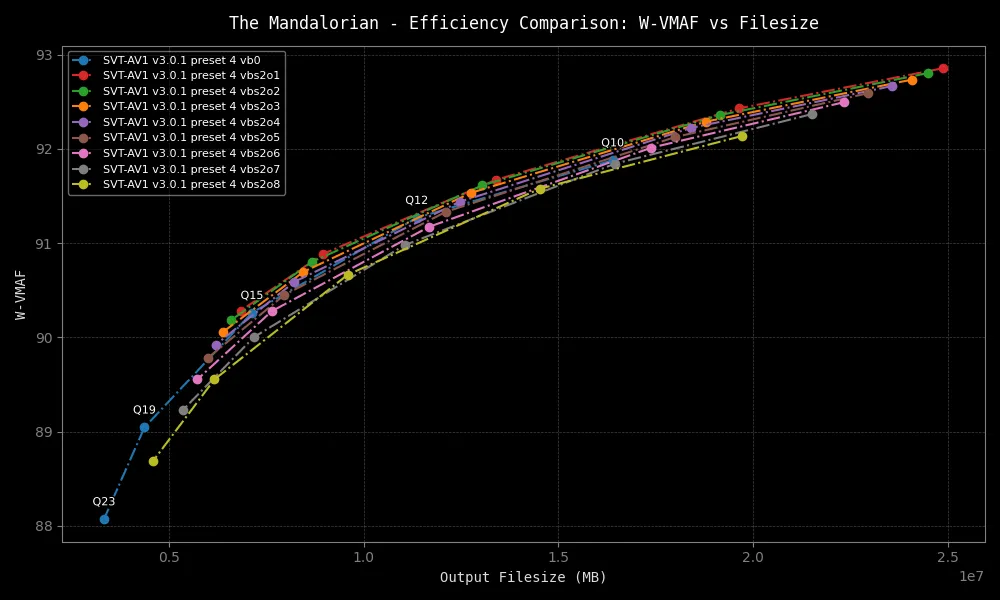 The Mandalorian - Efficiency Comparison: W-VMAF vs Filesize
93
92
91
90
89
88
W-VMAF
SVT-AV1 v3.0.1 preset 4 vb0
SVT-AV1 v3.0.1 preset 4 vbs2o1
SVT-AV1 v3.0.1 preset 4 vbs2o2
SVT-AV1 v3.0.1 preset 4 vbs2o3
SVT-AV1 v3.0.1 preset 4 vbs2o4
SVT-AV1 v3.0.1 preset 4 vbs2o5
SVT-AV1 v3.0.1 preset 4 vbs2o6
SVT-AV1 v3.0.1 preset 4 vbs2o7
SVT-AV1 v3.0.1 preset 4 vbs2o8
Q10
Q12
Q15
Q19
Q23
0.5 1.0 1.5 2.0 2.5
1e7
Output Filesize (MB)